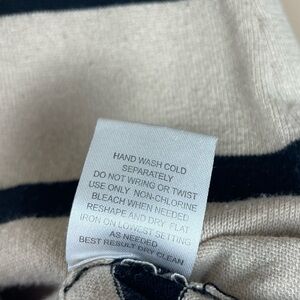 HAND WASH COLD
SEPARATELY
DO NOT WRING OR TWIST
USE ONLY NON-CHLORINE
BLEACH WHEN NEEDED
RESHAPE AND DRY FLAT
IRON ON LOWEST SETTING
AS NEEDED
BEST RESULT DRY CLEAN